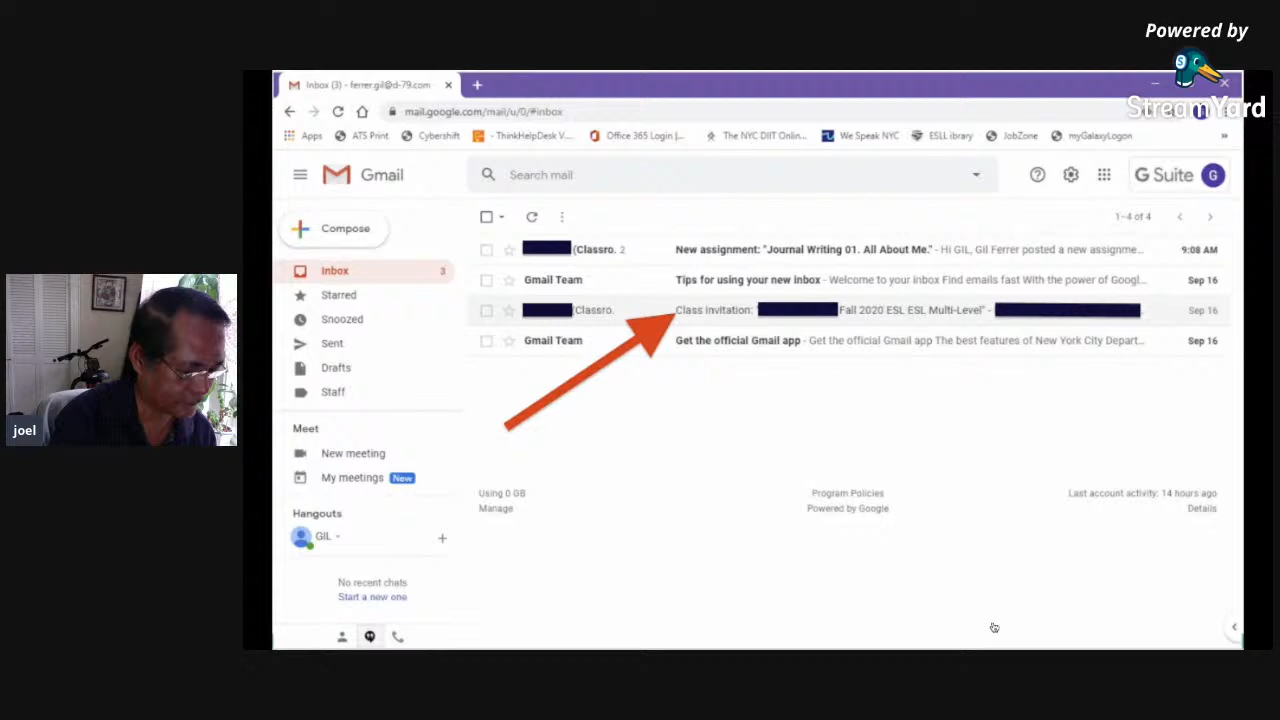 Powered by
StreamYard
Inbox (3) - ferrer.gil@d-79.com
mail.google.com/mail/u/0/#inbox
Apps ATS Print Cybershift - ThinkHelpDesk V... Office 365 Login |... The NYC DIIT Onlin... We Speak NYC ESLLibrary JobZone myGalaxyLogon »
Gmail Search mail G Suite G
Compose 1–4 of 4
Inbox 3
Starred
Snoozed
Sent
Drafts
Staff
(Classro. 2 New assignment: "Journal Writing 01. All About Me." - Hi GIL, Gil Ferrer posted a new assignme... 9:08 AM
Gmail Team Tips for using your new inbox - Welcome to your inbox Find emails fast With the power of Googl... Sep 16
(Classro. Class invitation: " Fall 2020 ESL ESL Multi-Level" - Sep 16
Gmail Team Get the official Gmail app - Get the official Gmail app The best features of New York City Depart... Sep 16
Meet
New meeting
My meetings New
Hangouts
GIL
No recent chats
Start a new one
Using 0 GB
Manage
Program Policies
Powered by Google
Last account activity: 14 hours ago
Details
joel